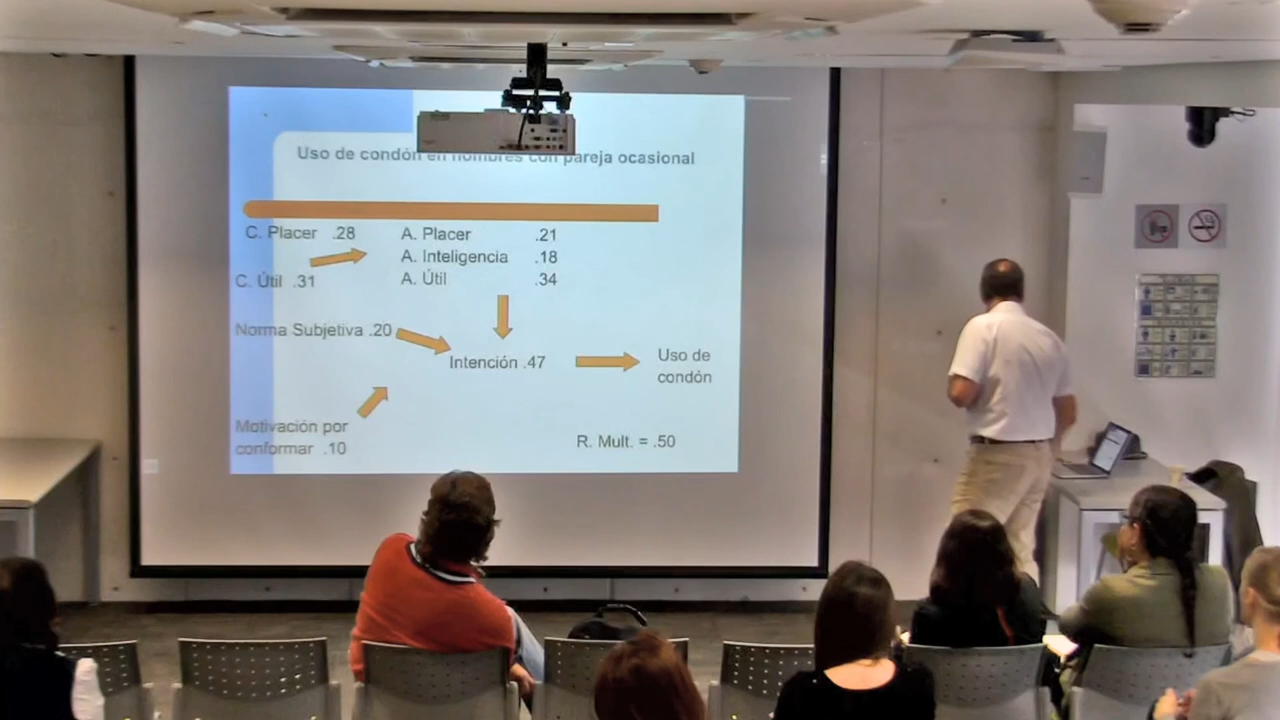 Uso de condón en hombres con pareja ocasional
C. Placer .28
C. Útil .31
A. Placer .21
A. Inteligencia .18
A. Útil .34
Norma Subjetiva .20
Intención .47
Uso de
condón
Motivación por
conformar .10
R. Mult. = .50